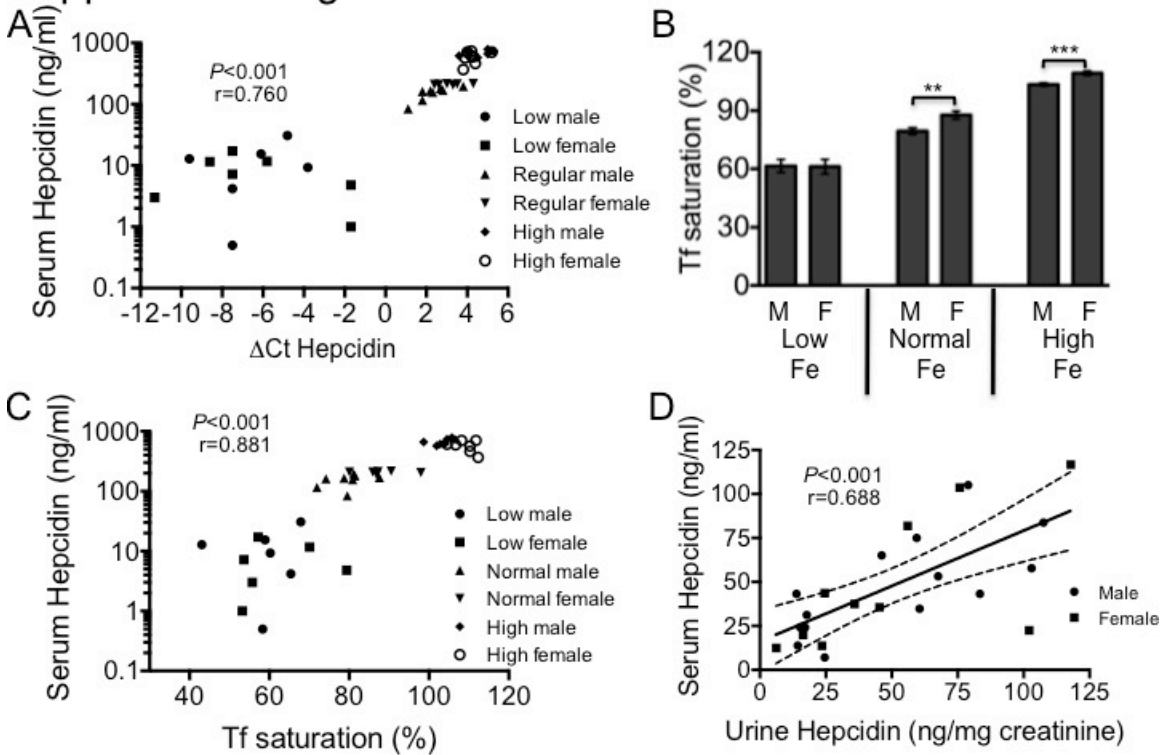 A
Serum Hepcidin (ng/ml)
1000
100
10
1
0.1
P<0.001
r=0.760
Low male
Low female
Regular male
Regular female
High male
High female
-12 -10 -8 -6 -4 -2 0 2 4 6
ΔCt Hepcidin
B
Tf saturation (%)
120
90
60
30
0
**
***
M F M F M F
Low Normal High
Fe Fe Fe
C
Serum Hepcidin (ng/ml)
1000
100
10
1
0.1
P<0.001
r=0.881
Low male
Low female
Normal male
Normal female
High male
High female
40 60 80 100 120
Tf saturation (%)
D
Serum Hepcidin (ng/ml)
125
100
75
50
25
0
P<0.001
r=0.688
Male
Female
0 25 50 75 100 125
Urine Hepcidin (ng/mg creatinine)